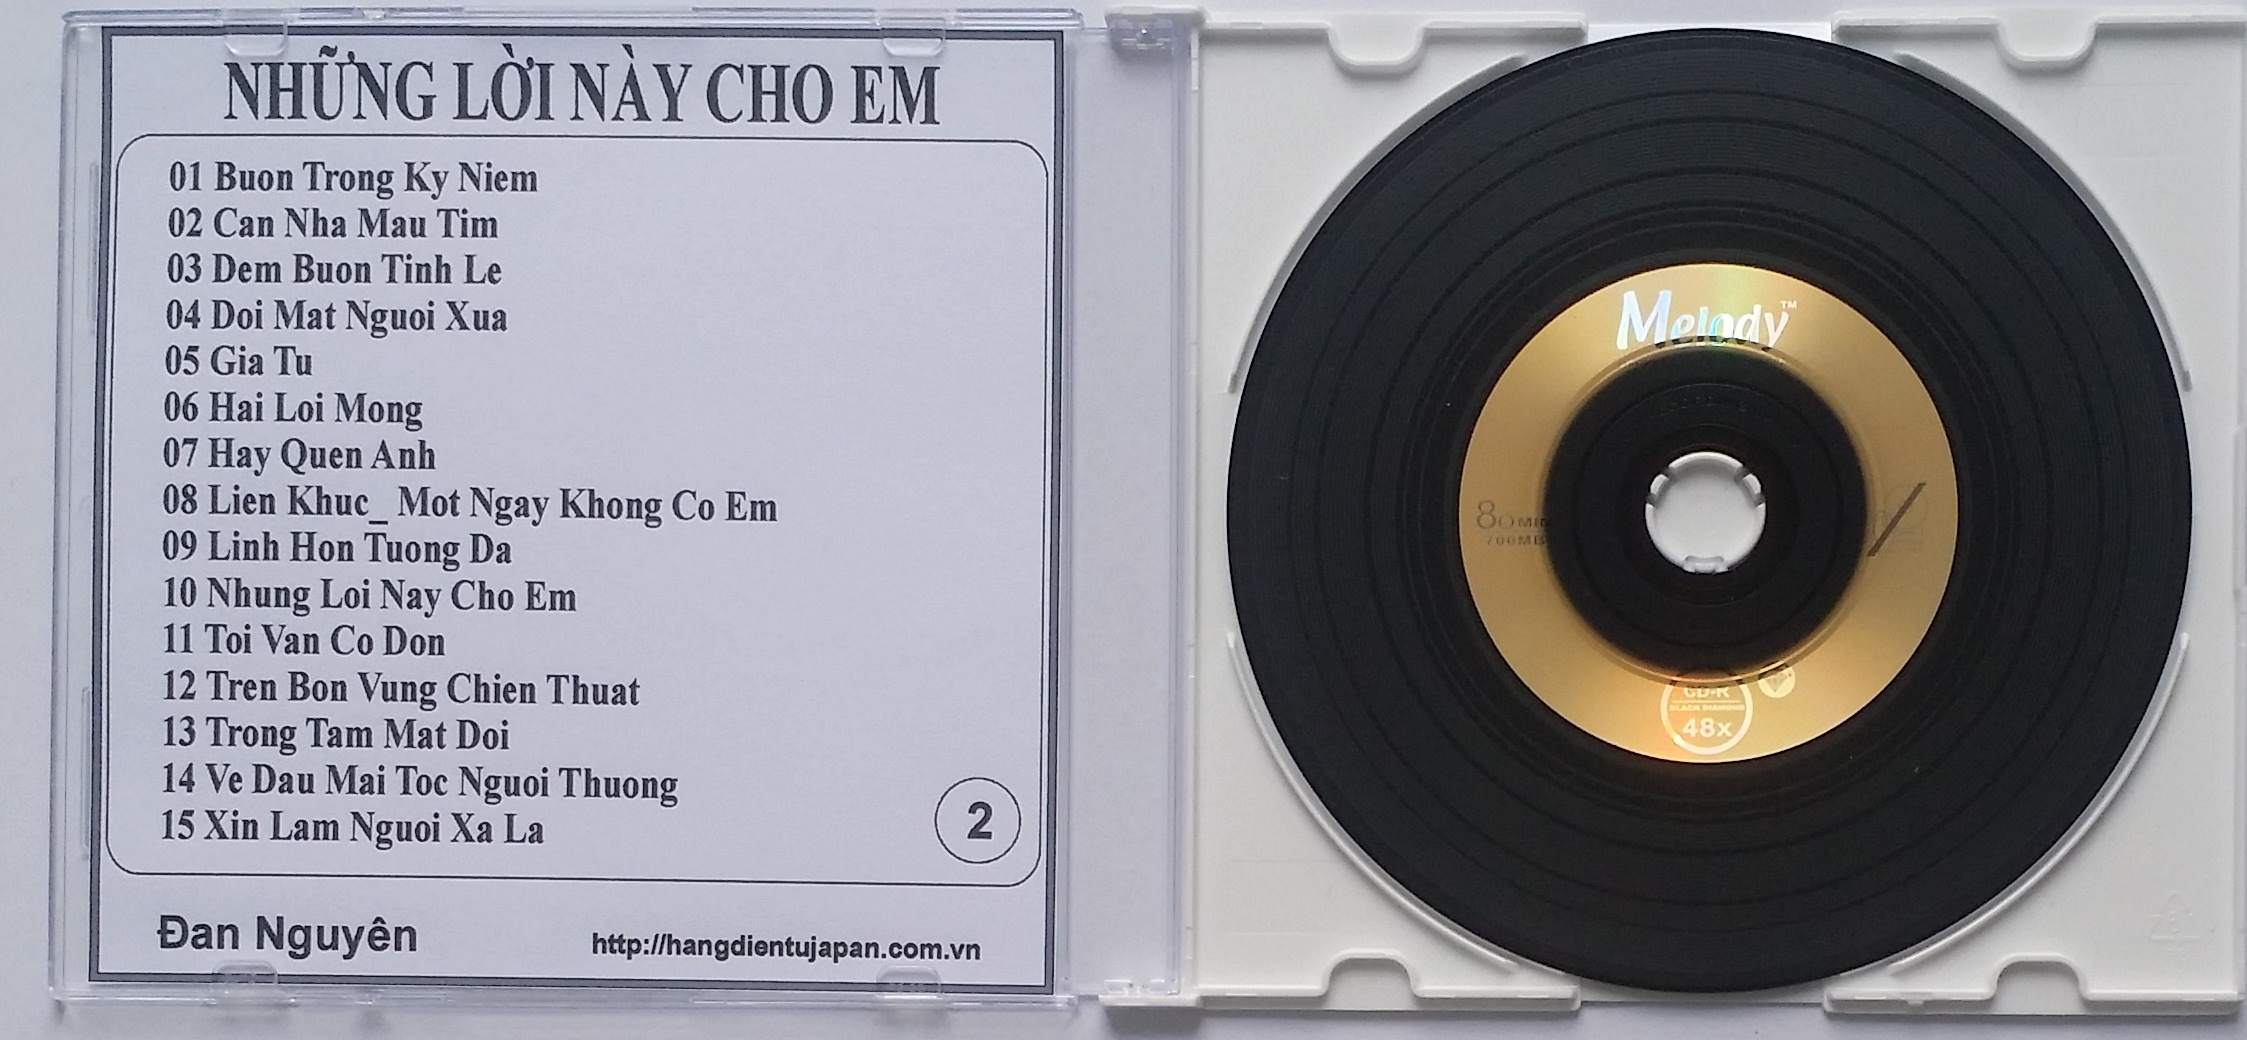 NHỮNG LỜI NÀY CHO EM
01 Buon Trong Ky Niem
02 Can Nha Mau Tim
03 Dem Buon Tinh Le
04 Doi Mat Nguoi Xua
05 Gia Tu
06 Hai Loi Mong
07 Hay Quen Anh
08 Lien Khuc_ Mot Ngay Khong Co Em
09 Linh Hon Tuong Da
10 Nhung Loi Nay Cho Em
11 Toi Van Co Don
12 Tren Bon Vung Chien Thuat
13 Trong Tam Mat Doi
14 Ve Dau Mai Toc Nguoi Thuong
15 Xin Lam Nguoi Xa La
2
Đan Nguyên
http://hangdientujapan.com.vn
Melody™
80 MIN
700MB
CD-R
BLACK DIAMOND
48x